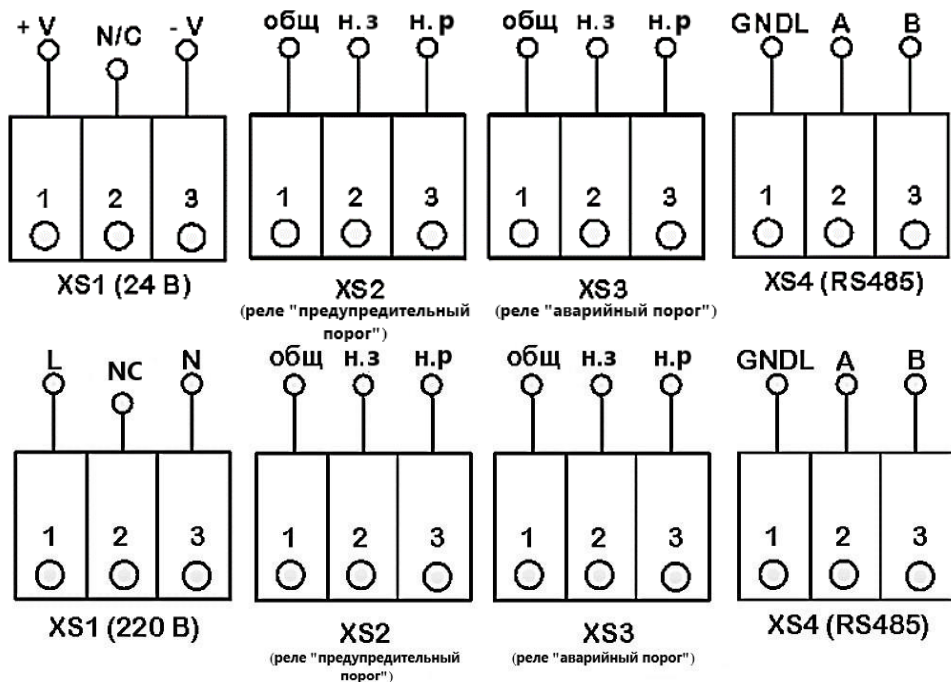 + V N/C - V общ н.з н.р общ н.з н.р GNDL A B
1 2 3 1 2 3 1 2 3 1 2 3
XS1 (24 В) XS2 XS3 XS4 (RS485)
(реле "предупредительный (реле "аварийный порог")
порог")
L NC N общ н.з н.р общ н.з н.р GNDL A B
1 2 3 1 2 3 1 2 3 1 2 3
XS1 (220 В) XS2 XS3 XS4 (RS485)
(реле "предупредительный (реле "аварийный порог")
порог")